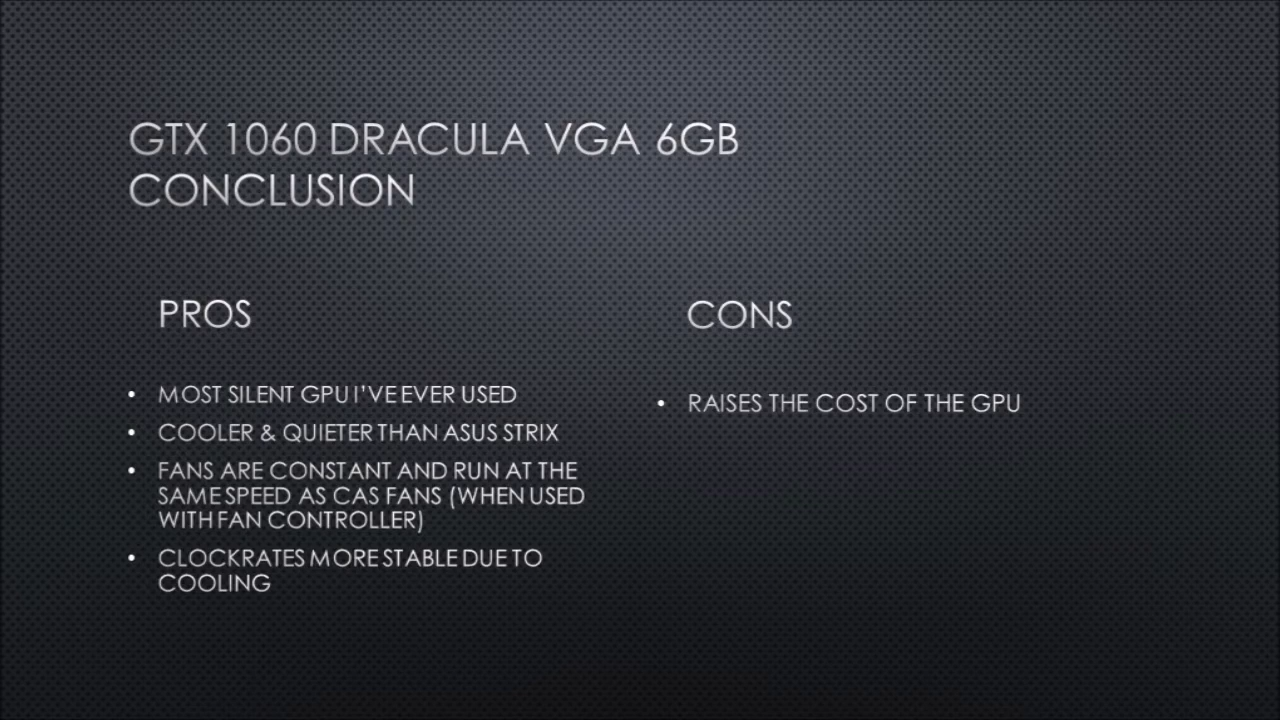 GTX 1060 DRACULA VGA 6GB
CONCLUSION
PROS
• MOST SILENT GPU I'VE EVER USED
• COOLER & QUIETER THAN ASUS STRIX
• FANS ARE CONSTANT AND RUN AT THE
SAME SPEED AS CAS FANS (WHEN USED
WITH FAN CONTROLLER)
• CLOCKRATES MORE STABLE DUE TO
COOLING
CONS
• RAISES THE COST OF THE GPU